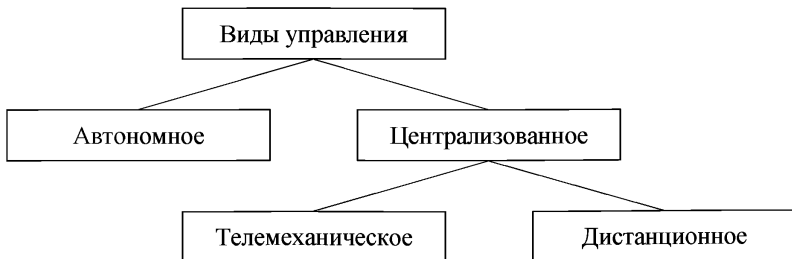 Виды управления
Автономное
Централизованное
Телемеханическое
Дистанционное